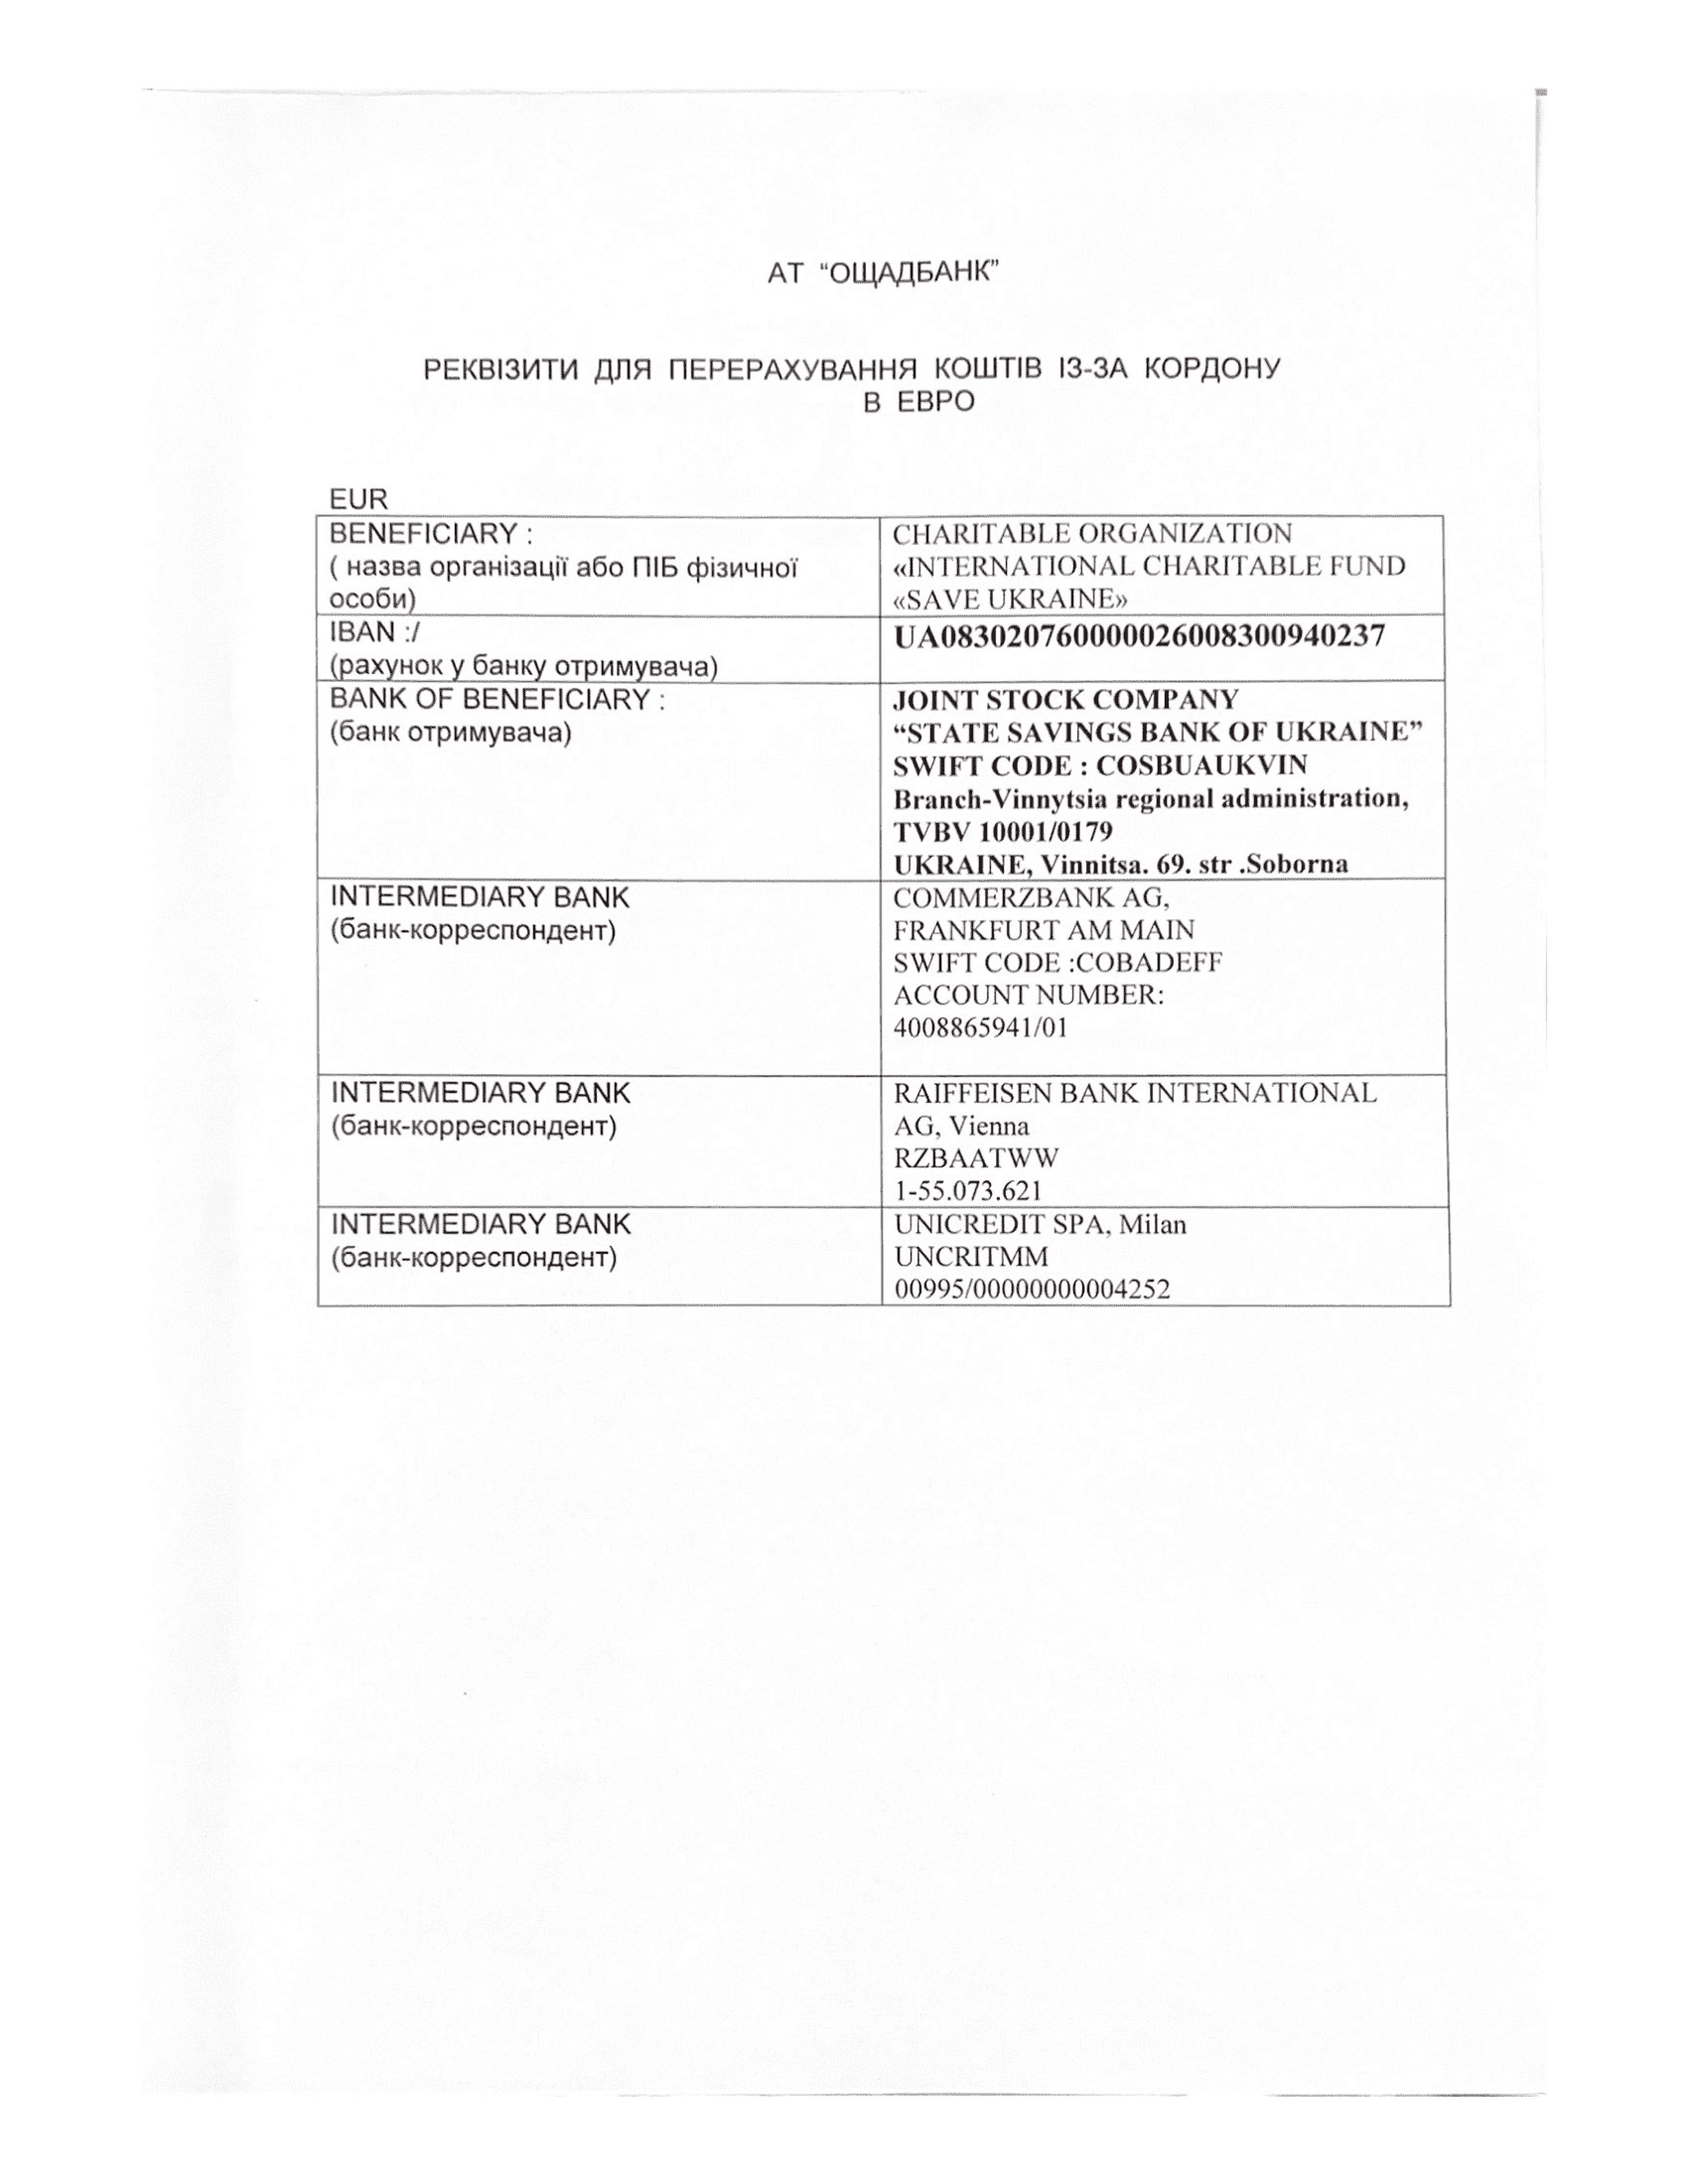 АТ “ОЩАДБАНК”
РЕКВІЗИТИ ДЛЯ ПЕРЕРАХУВАННЯ КОШТІВ ІЗ-ЗА КОРДОНУ
В ЕВРО
EUR
BENEFICIARY :
( назва організації або ПІБ фізичної
особи)
CHARITABLE ORGANIZATION
«INTERNATIONAL CHARITABLE FUND
«SAVE UKRAINE»
IBAN :/
(рахунок у банку отримувача)
UA083020760000026008300940237
BANK OF BENEFICIARY :
(банк отримувача)
JOINT STOCK COMPANY
“STATE SAVINGS BANK OF UKRAINE”
SWIFT CODE : COSBUAUKVIN
Branch-Vinnytsia regional administration,
TVBV 10001/0179
UKRAINE, Vinnitsa. 69. str .Soborna
INTERMEDIARY BANK
(банк-корреспондент)
COMMERZBANK AG,
FRANKFURT AM MAIN
SWIFT CODE :COBADEFF
ACCOUNT NUMBER:
4008865941/01
INTERMEDIARY BANK
(банк-корреспондент)
RAIFFEISEN BANK INTERNATIONAL
AG, Vienna
RZBAATWW
1-55.073.621
INTERMEDIARY BANK
(банк-корреспондент)
UNICREDIT SPA, Milan
UNCRITMM
00995/00000000004252